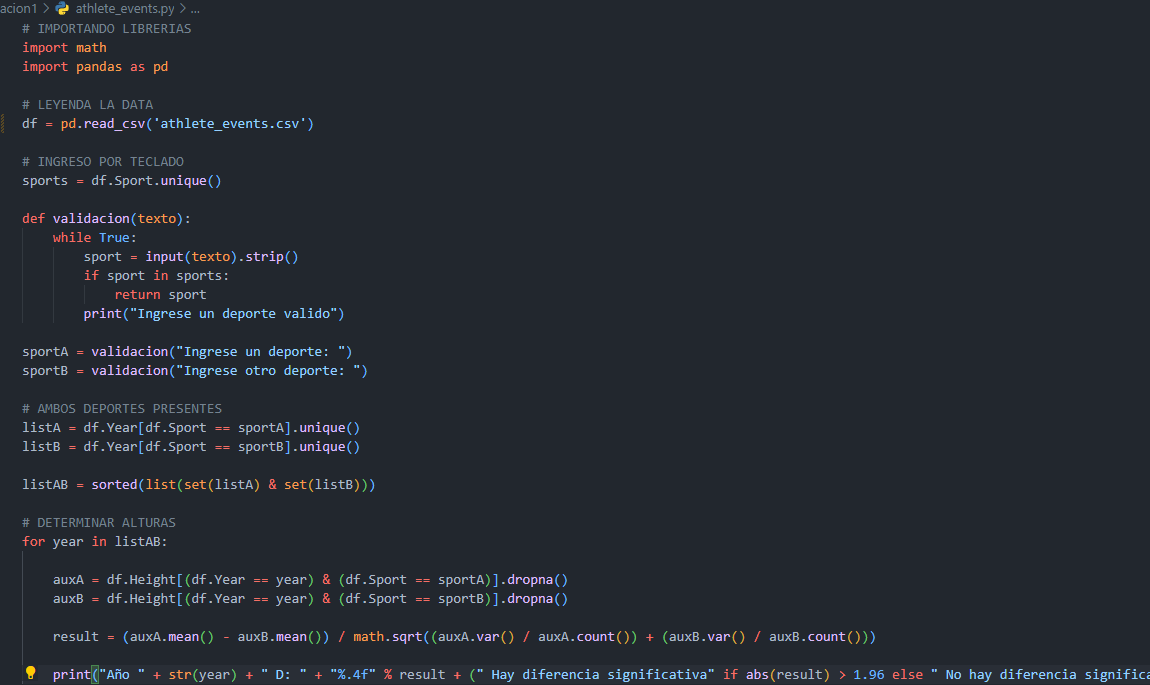 acion1 > athlete_events.py > ...
# IMPORTANDO LIBRERIAS
import math
import pandas as pd
# LEYENDA LA DATA
df = pd.read_csv('athlete_events.csv')
# INGRESO POR TECLADO
sports = df.Sport.unique()
def validacion(texto):
while True:
sport = input(texto).strip()
if sport in sports:
return sport
print("Ingrese un deporte valido")
sportA = validacion("Ingrese un deporte: ")
sportB = validacion("Ingrese otro deporte: ")
# AMBOS DEPORTES PRESENTES
listA = df.Year[df.Sport == sportA].unique()
listB = df.Year[df.Sport == sportB].unique()
listAB = sorted(list(set(listA) & set(listB)))
# DETERMINAR ALTURAS
for year in listAB:
auxA = df.Height[(df.Year == year) & (df.Sport == sportA)].dropna()
auxB = df.Height[(df.Year == year) & (df.Sport == sportB)].dropna()
result = (auxA.mean() - auxB.mean()) / math.sqrt((auxA.var() / auxA.count()) + (auxB.var() / auxB.count()))
print("Año " + str(year) + " D: " + "%.4f" % result + (" Hay diferencia significativa" if abs(result) > 1.96 else " No hay diferencia significa